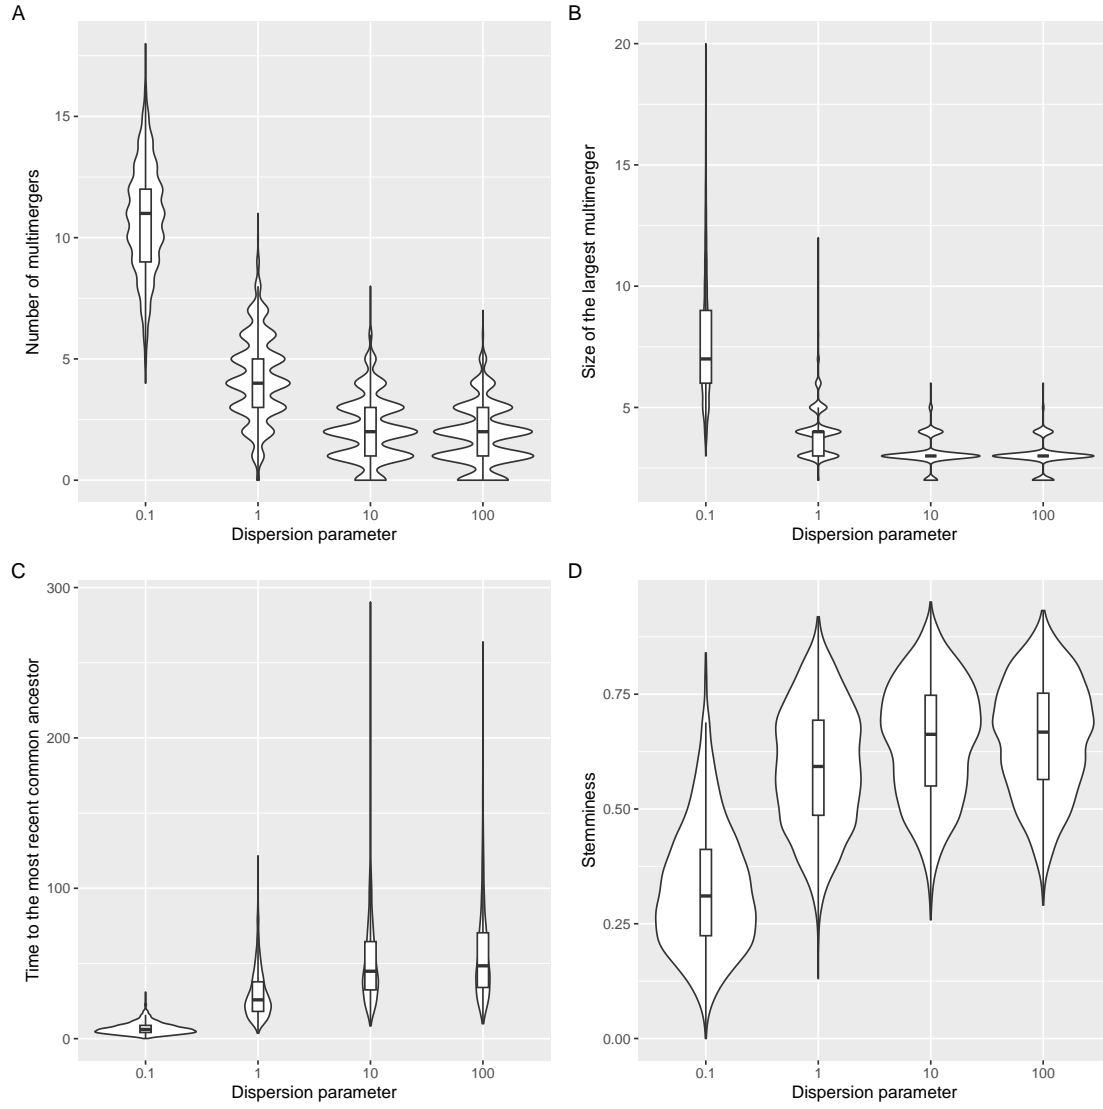 A
Number of multimergers
15
10
5
0
0.1 1 10 100
Dispersion parameter
B
Size of the largest multimerger
20
15
10
5
0.1 1 10 100
Dispersion parameter
C
Time to the most recent common ancestor
300
200
100
0
0.1 1 10 100
Dispersion parameter
D
Stemminess
0.75
0.50
0.25
0.00
0.1 1 10 100
Dispersion parameter